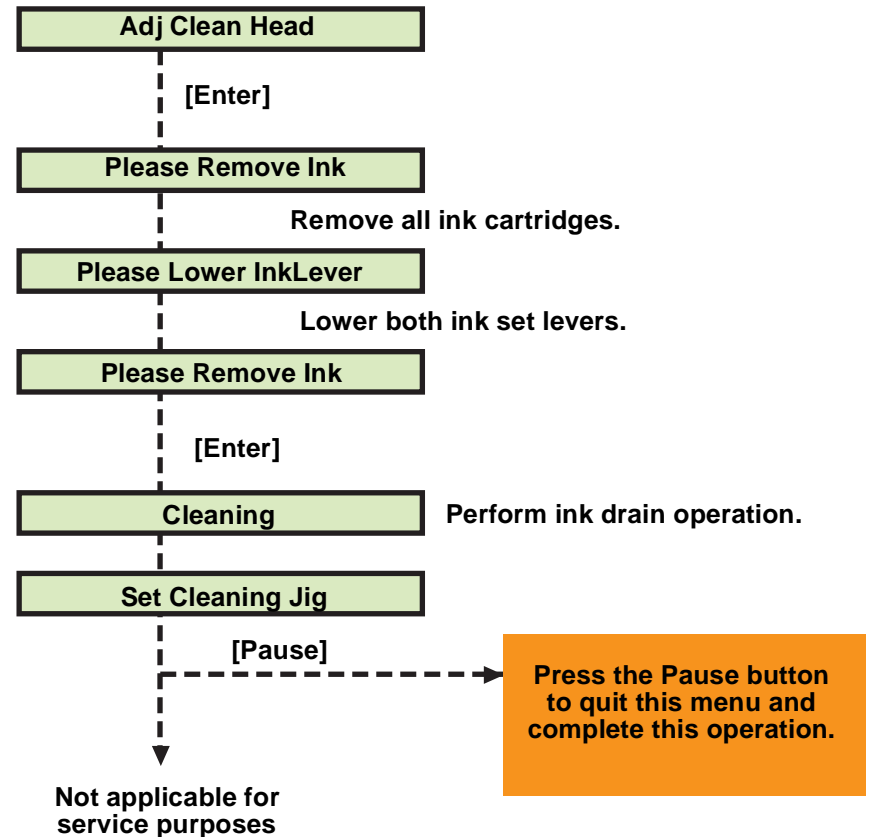 Adj Clean Head
[Enter]
Please Remove Ink
Remove all ink cartridges.
Please Lower InkLever
Lower both ink set levers.
Please Remove Ink
[Enter]
Cleaning
Perform ink drain operation.
Set Cleaning Jig
[Pause]
Press the Pause button
to quit this menu and
complete this operation.
Not applicable for
service purposes